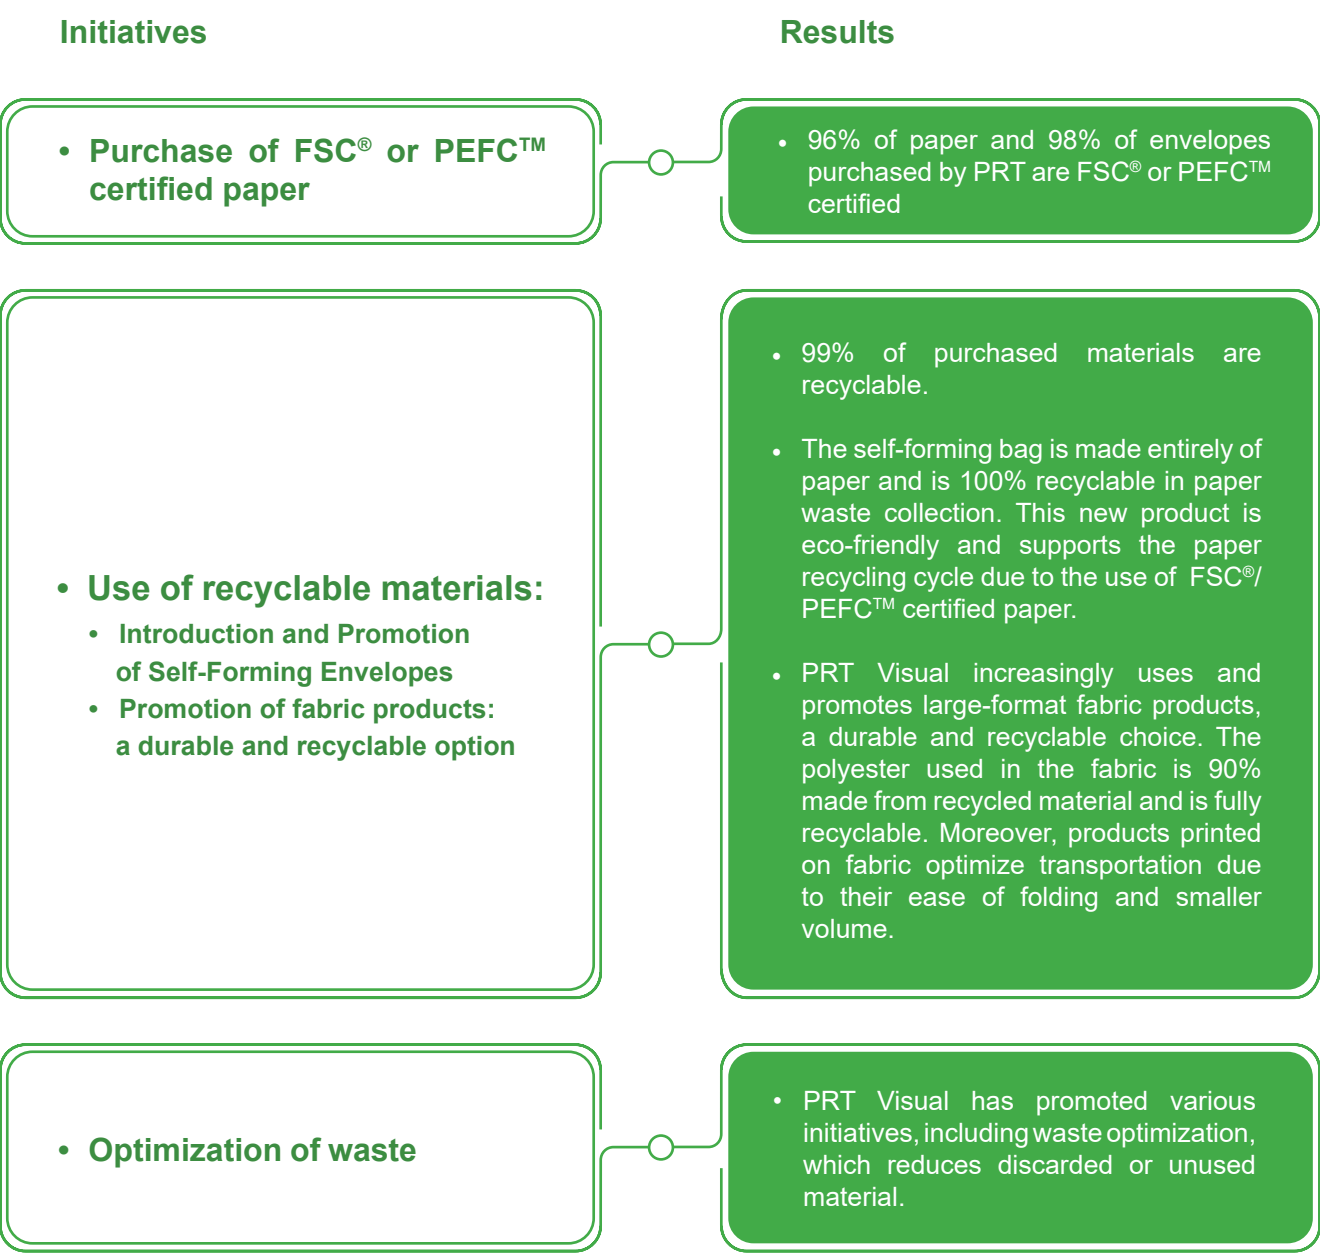 Initiatives
Results
• Purchase of FSC® or PEFC™
certified paper
• 96% of paper and 98% of envelopes
purchased by PRT are FSC® or PEFC™
certified
• Use of recyclable materials:
• Introduction and Promotion
of Self-Forming Envelopes
• Promotion of fabric products:
a durable and recyclable option
• 99% of purchased materials are
recyclable.
• The self-forming bag is made entirely of
paper and is 100% recyclable in paper
waste collection. This new product is
eco-friendly and supports the paper
recycling cycle due to the use of FSC®/
PEFC™ certified paper.
• PRT Visual increasingly uses and
promotes large-format fabric products,
a durable and recyclable choice. The
polyester used in the fabric is 90%
made from recycled material and is fully
recyclable. Moreover, products printed
on fabric optimize transportation due
to their ease of folding and smaller
volume.
• Optimization of waste
• PRT Visual has promoted various
initiatives, including waste optimization,
which reduces discarded or unused
material.